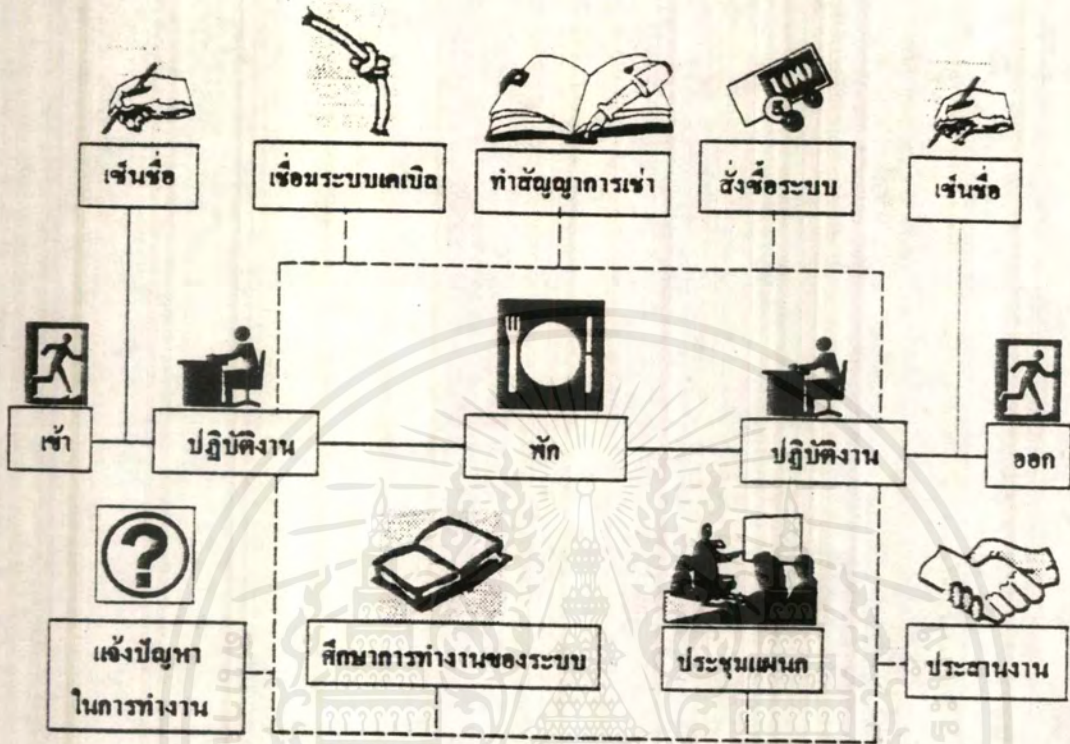 เซ็นชื่อ
เชื่อมระบบเคเบิล
ทำสัญญาการเช่า
สั่งซื้อระบบ
เซ็นชื่อ
เข้า
ปฏิบัติงาน
พัก
ปฏิบัติงาน
ออก
แจ้งปัญหา
ในการทำงาน
ศึกษาการทำงานของระบบ
ประชุมแผนก
ประสานงาน